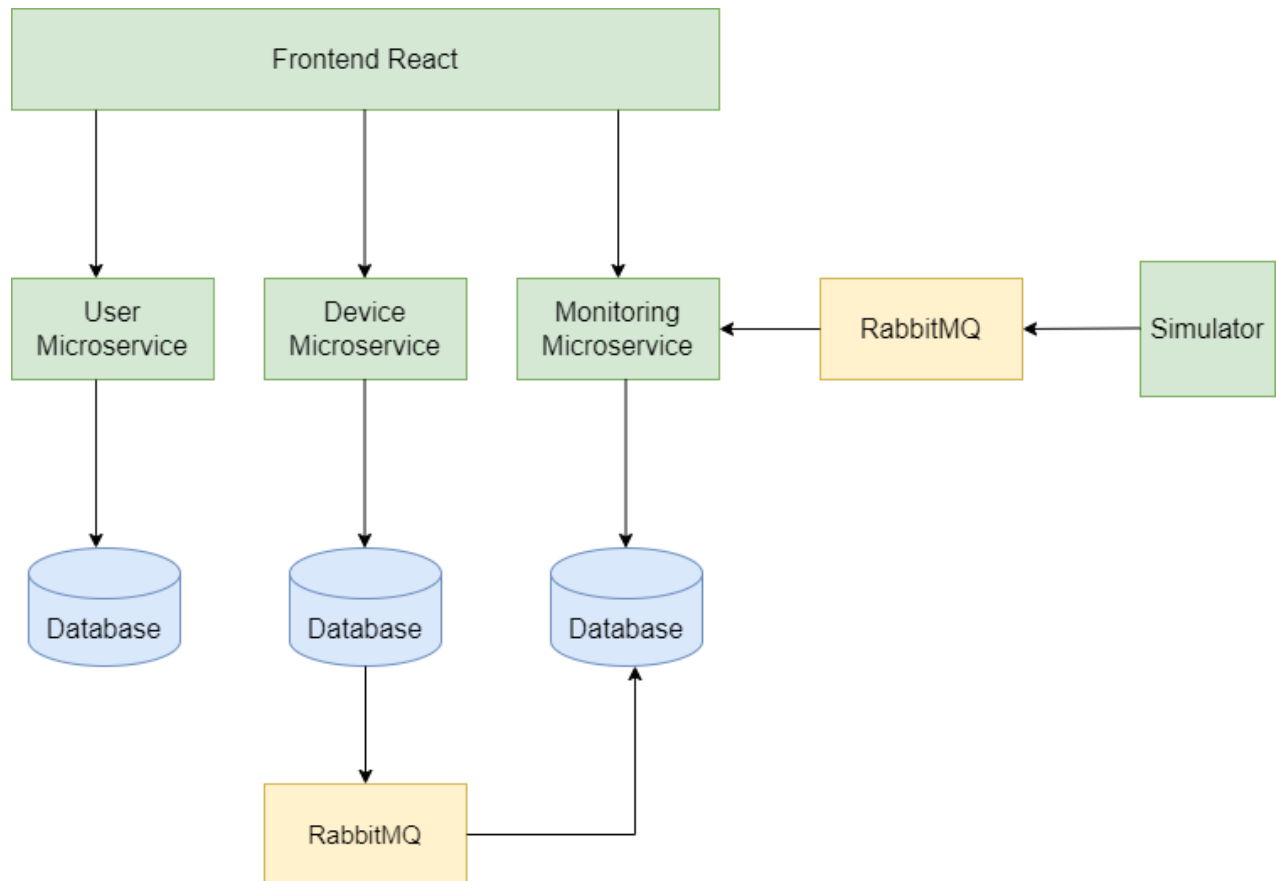 Frontend React
User
Microservice
Device
Microservice
Monitoring
Microservice
RabbitMQ
Simulator
Database
Database
Database
RabbitMQ